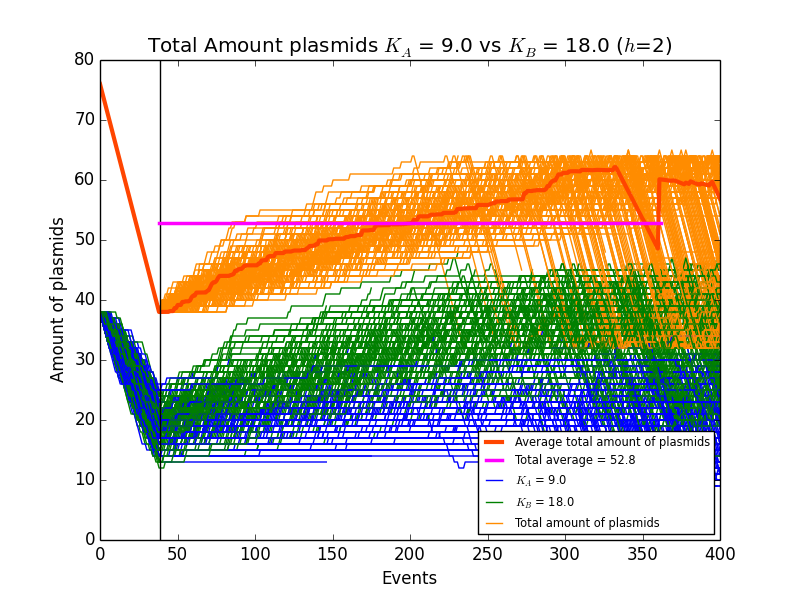 Total Amount plasmids K_A = 9.0 vs K_B = 18.0 (h=2)
80
70
60
50
40
30
20
10
0
Amount of plasmids
Average total amount of plasmids
Total average = 52.8
K_A = 9.0
K_B = 18.0
Total amount of plasmids
0 50 100 150 200 250 300 350 400
Events